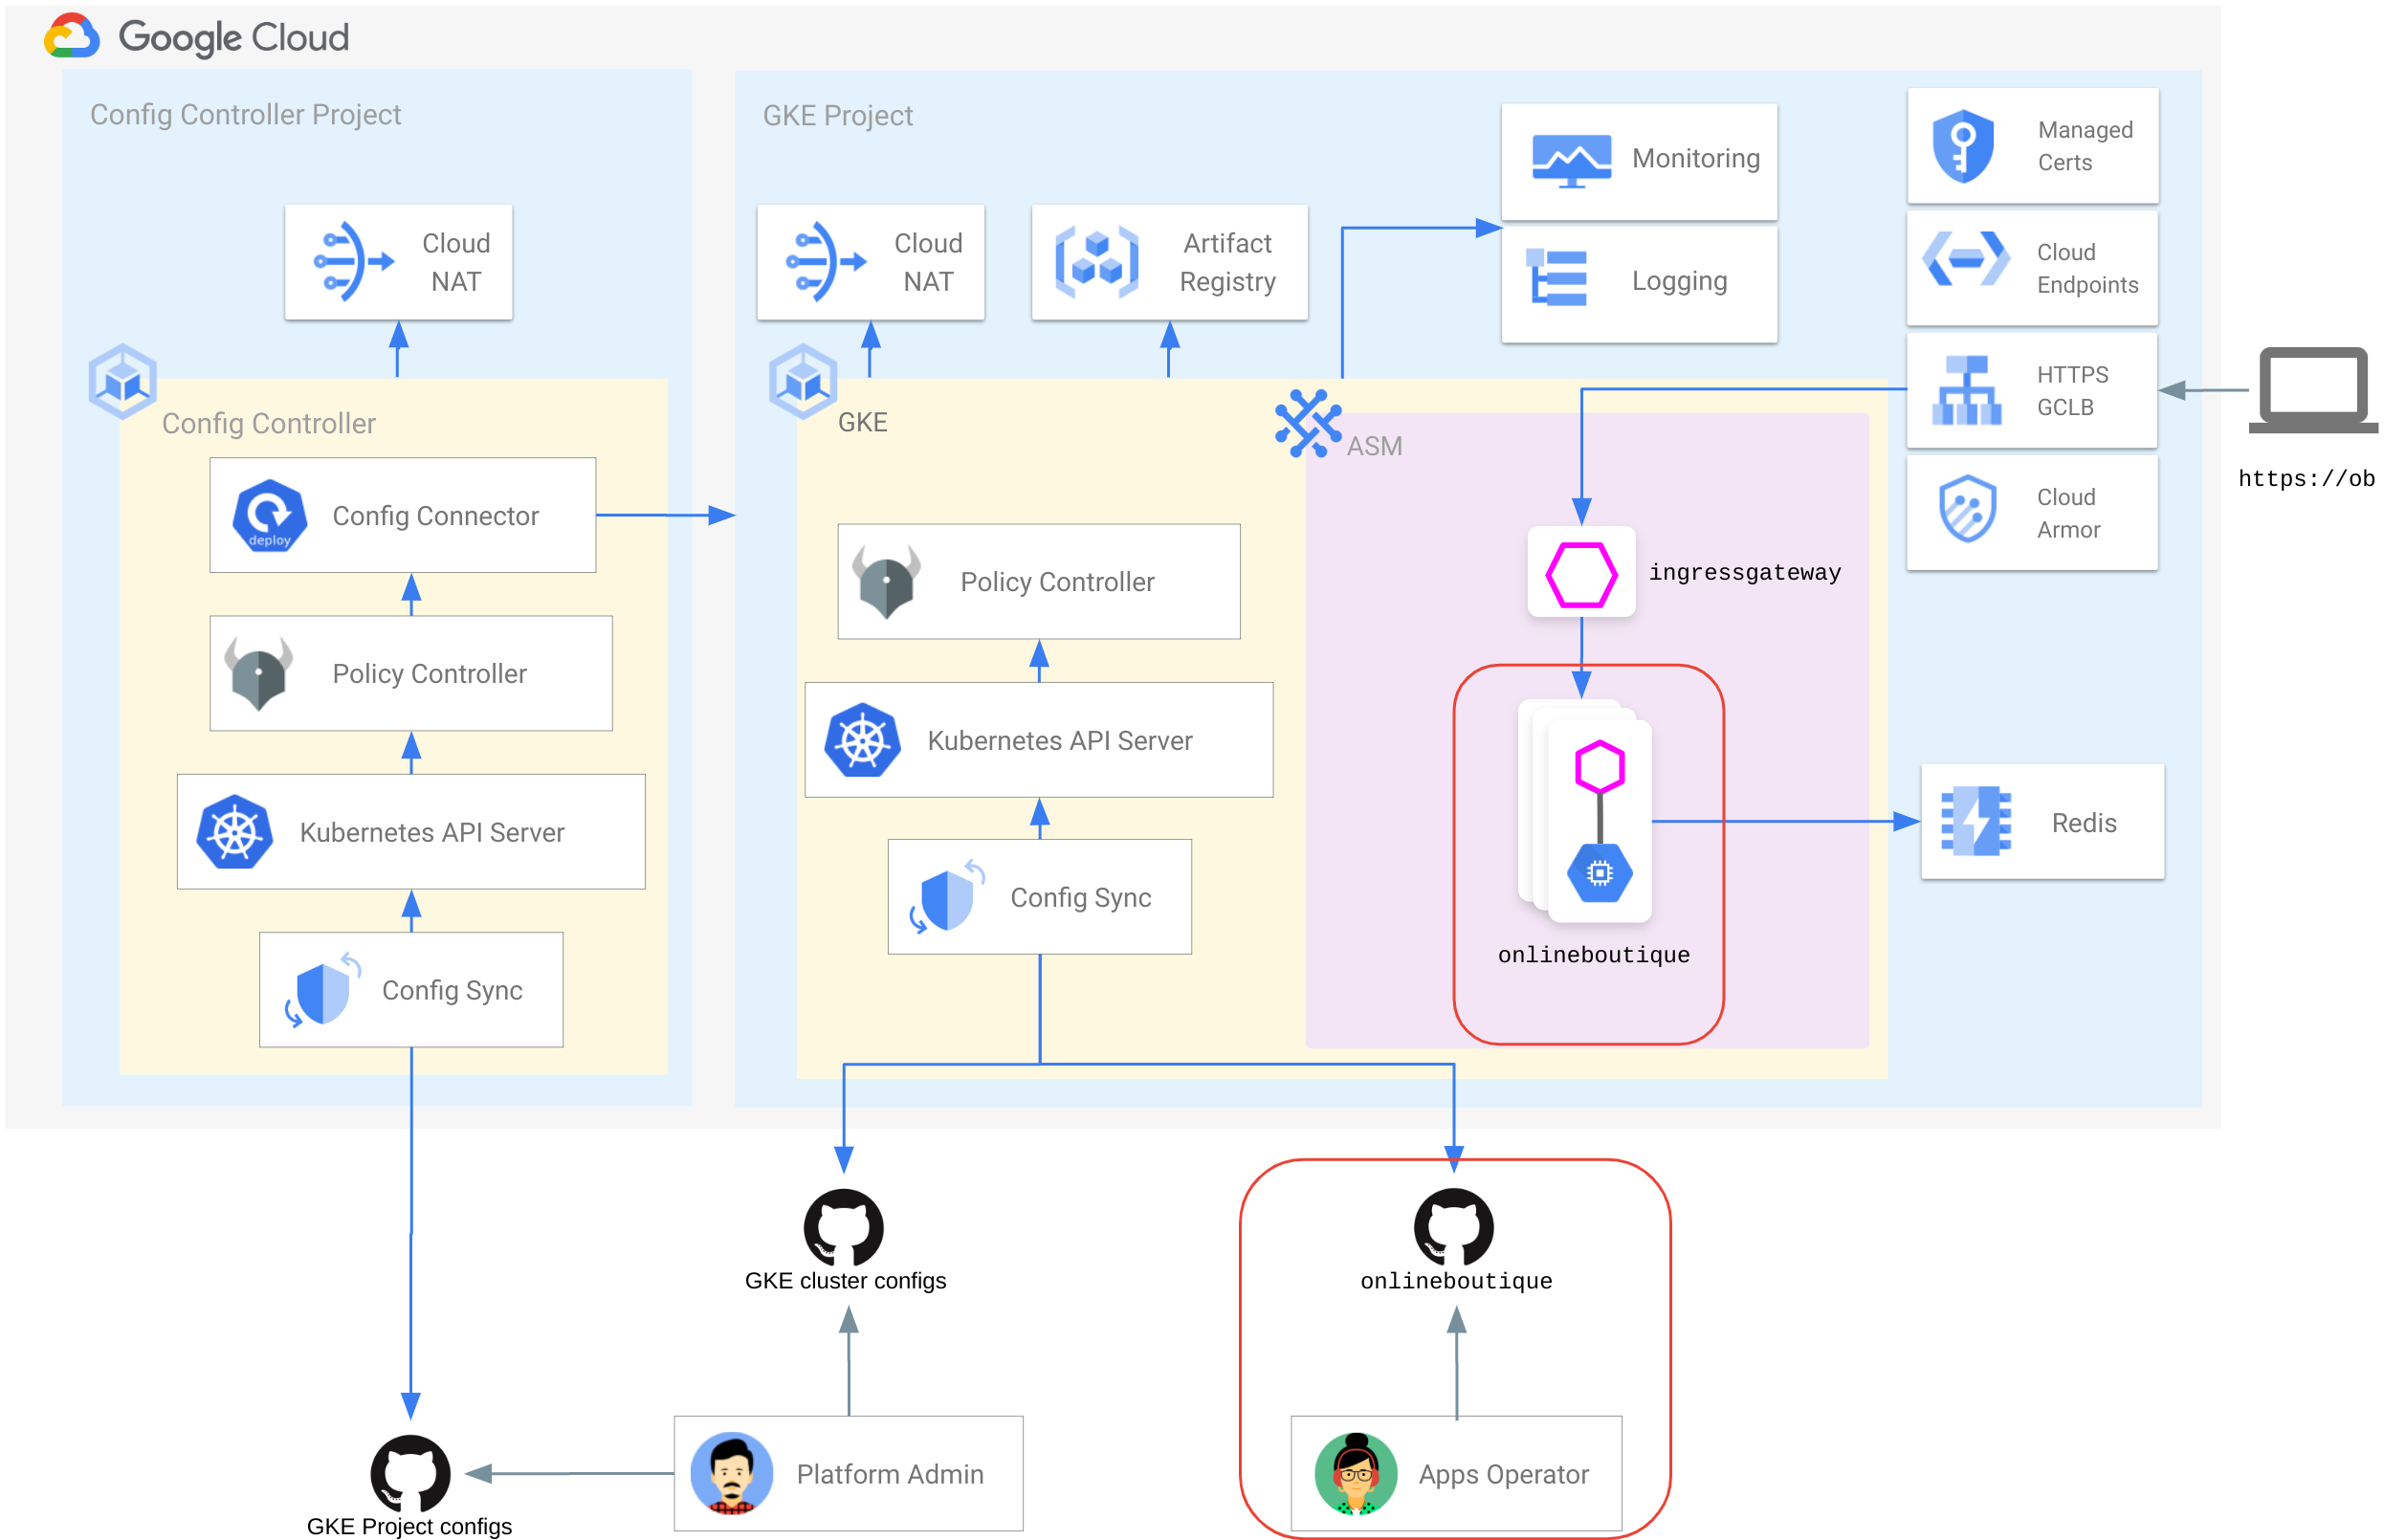 Google Cloud
Config Controller Project
Cloud
NAT
Config Controller
deploy
Config Connector
Policy Controller
Kubernetes API Server
Config Sync
GKE Project
Cloud
NAT
Artifact
Registry
Monitoring
Logging
Managed
Certs
Cloud
Endpoints
HTTPS
GCLB
Cloud
Armor
https://ob
GKE
Policy Controller
Kubernetes API Server
Config Sync
ASM
ingressgateway
onlineboutique
Redis
GKE cluster configs
onlineboutique
Platform Admin
Apps Operator
GKE Project configs